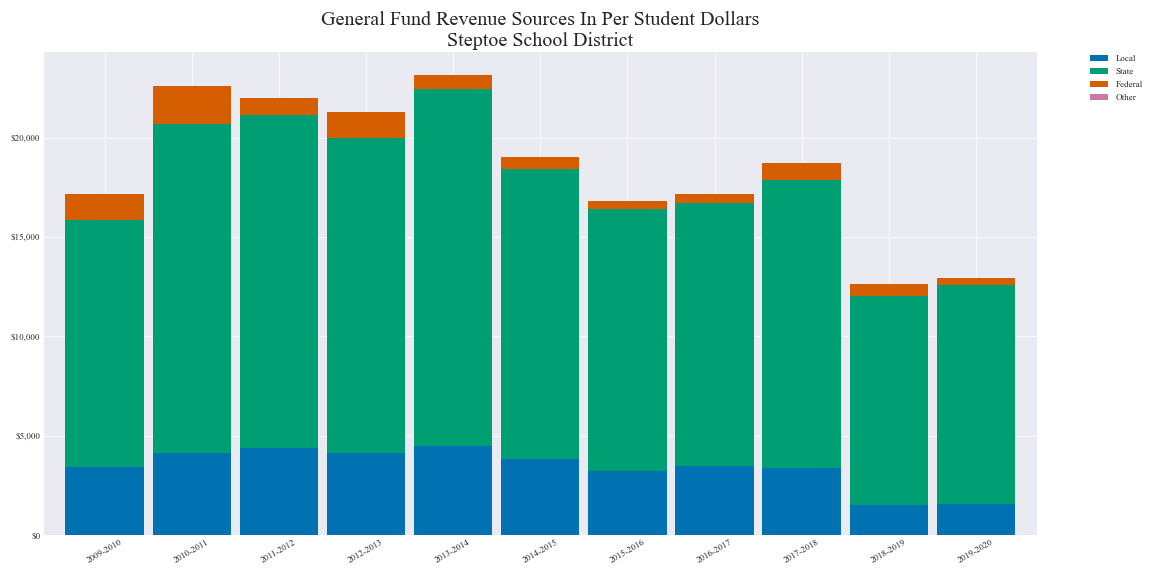 General Fund Revenue Sources In Per Student Dollars
Steptoe School District
Local
State
Federal
Other
$20,000
$15,000
$10,000
$5,000
$0
2009-2010
2010-2011
2011-2012
2012-2013
2013-2014
2014-2015
2015-2016
2016-2017
2017-2018
2018-2019
2019-2020